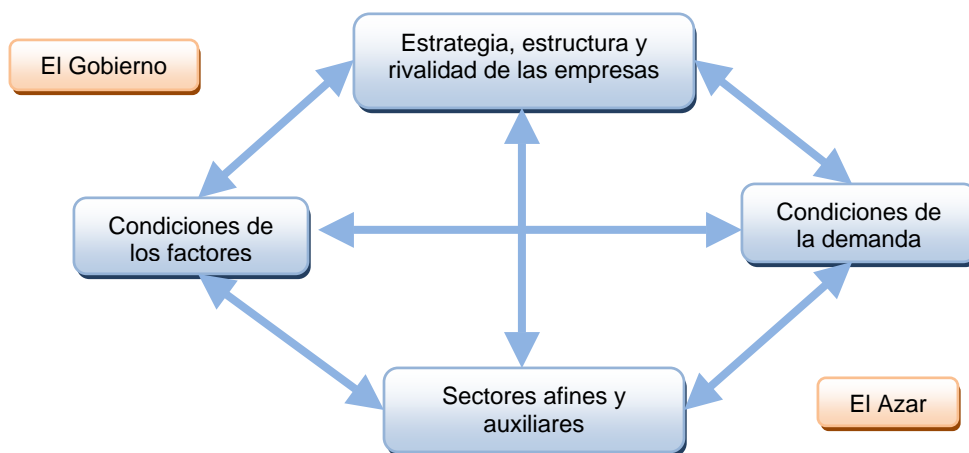 Estrategia, estructura y
rivalidad de las empresas
El Gobierno
Condiciones de
los factores
Condiciones de
la demanda
Sectores afines y
auxiliares
El Azar